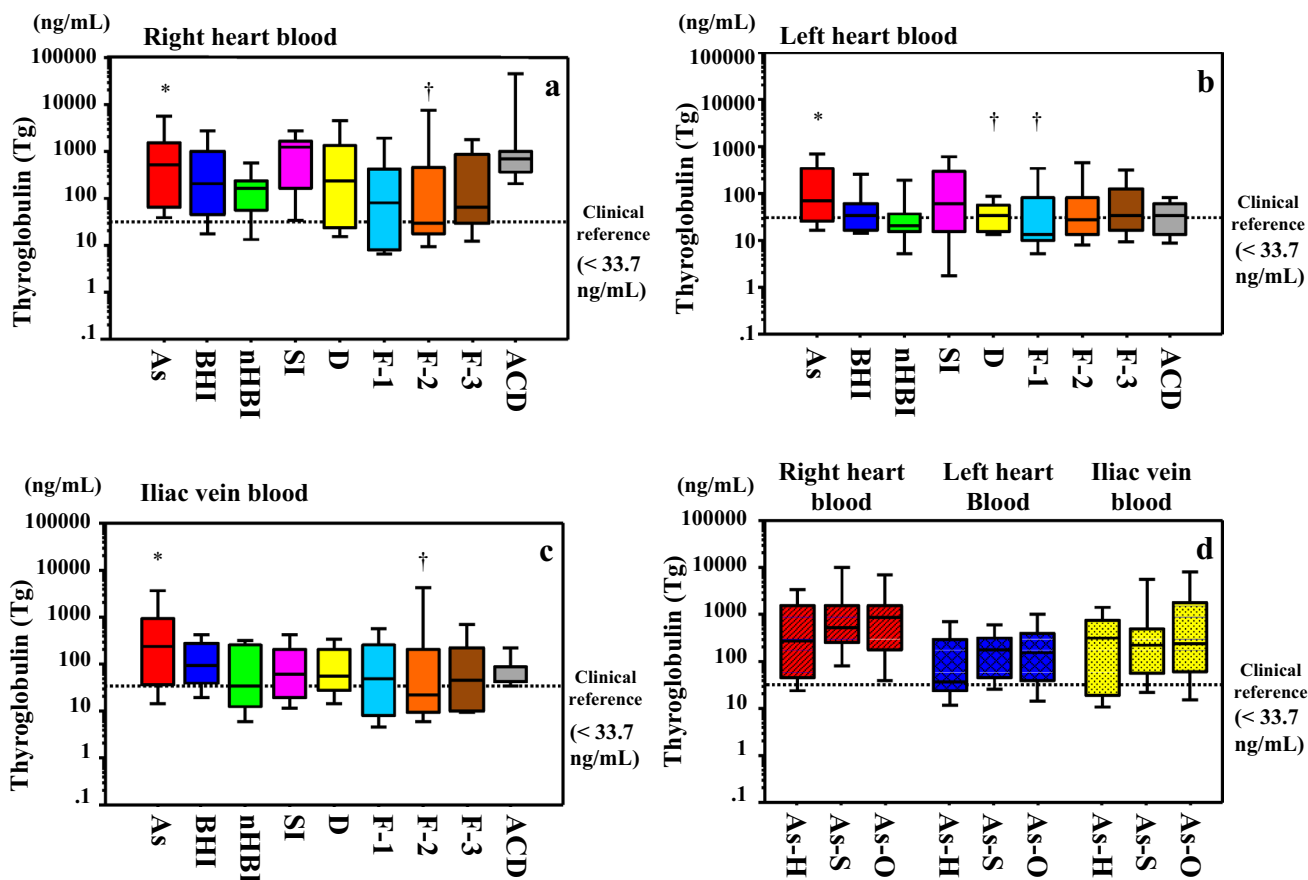 (ng/mL)
Right heart blood
a
Thyroglobulin (Tg)
100000
10000
1000
100
10
1
.1
*
†
As
BHI
nHBI
SI
D
F-1
F-2
F-3
ACD
Clinical
reference
(< 33.7
ng/mL)
(ng/mL)
Left heart blood
b
Thyroglobulin (Tg)
100000
10000
1000
100
10
1
.1
*
†
†
As
BHI
nHBI
SI
D
F-1
F-2
F-3
ACD
Clinical
reference
(< 33.7
ng/mL)
(ng/mL)
Iliac vein blood
c
Thyroglobulin (Tg)
100000
10000
1000
100
10
1
.1
*
†
As
BHI
nHBI
SI
D
F-1
F-2
F-3
ACD
Clinical
reference
(< 33.7
ng/mL)
(ng/mL)
Right heart
blood
Left heart
Blood
Iliac vein
blood
d
Thyroglobulin (Tg)
100000
10000
1000
100
10
1
.1
As-H
As-S
As-O
As-H
As-S
As-O
As-H
As-S
As-O
Clinical
reference
(< 33.7
ng/mL)